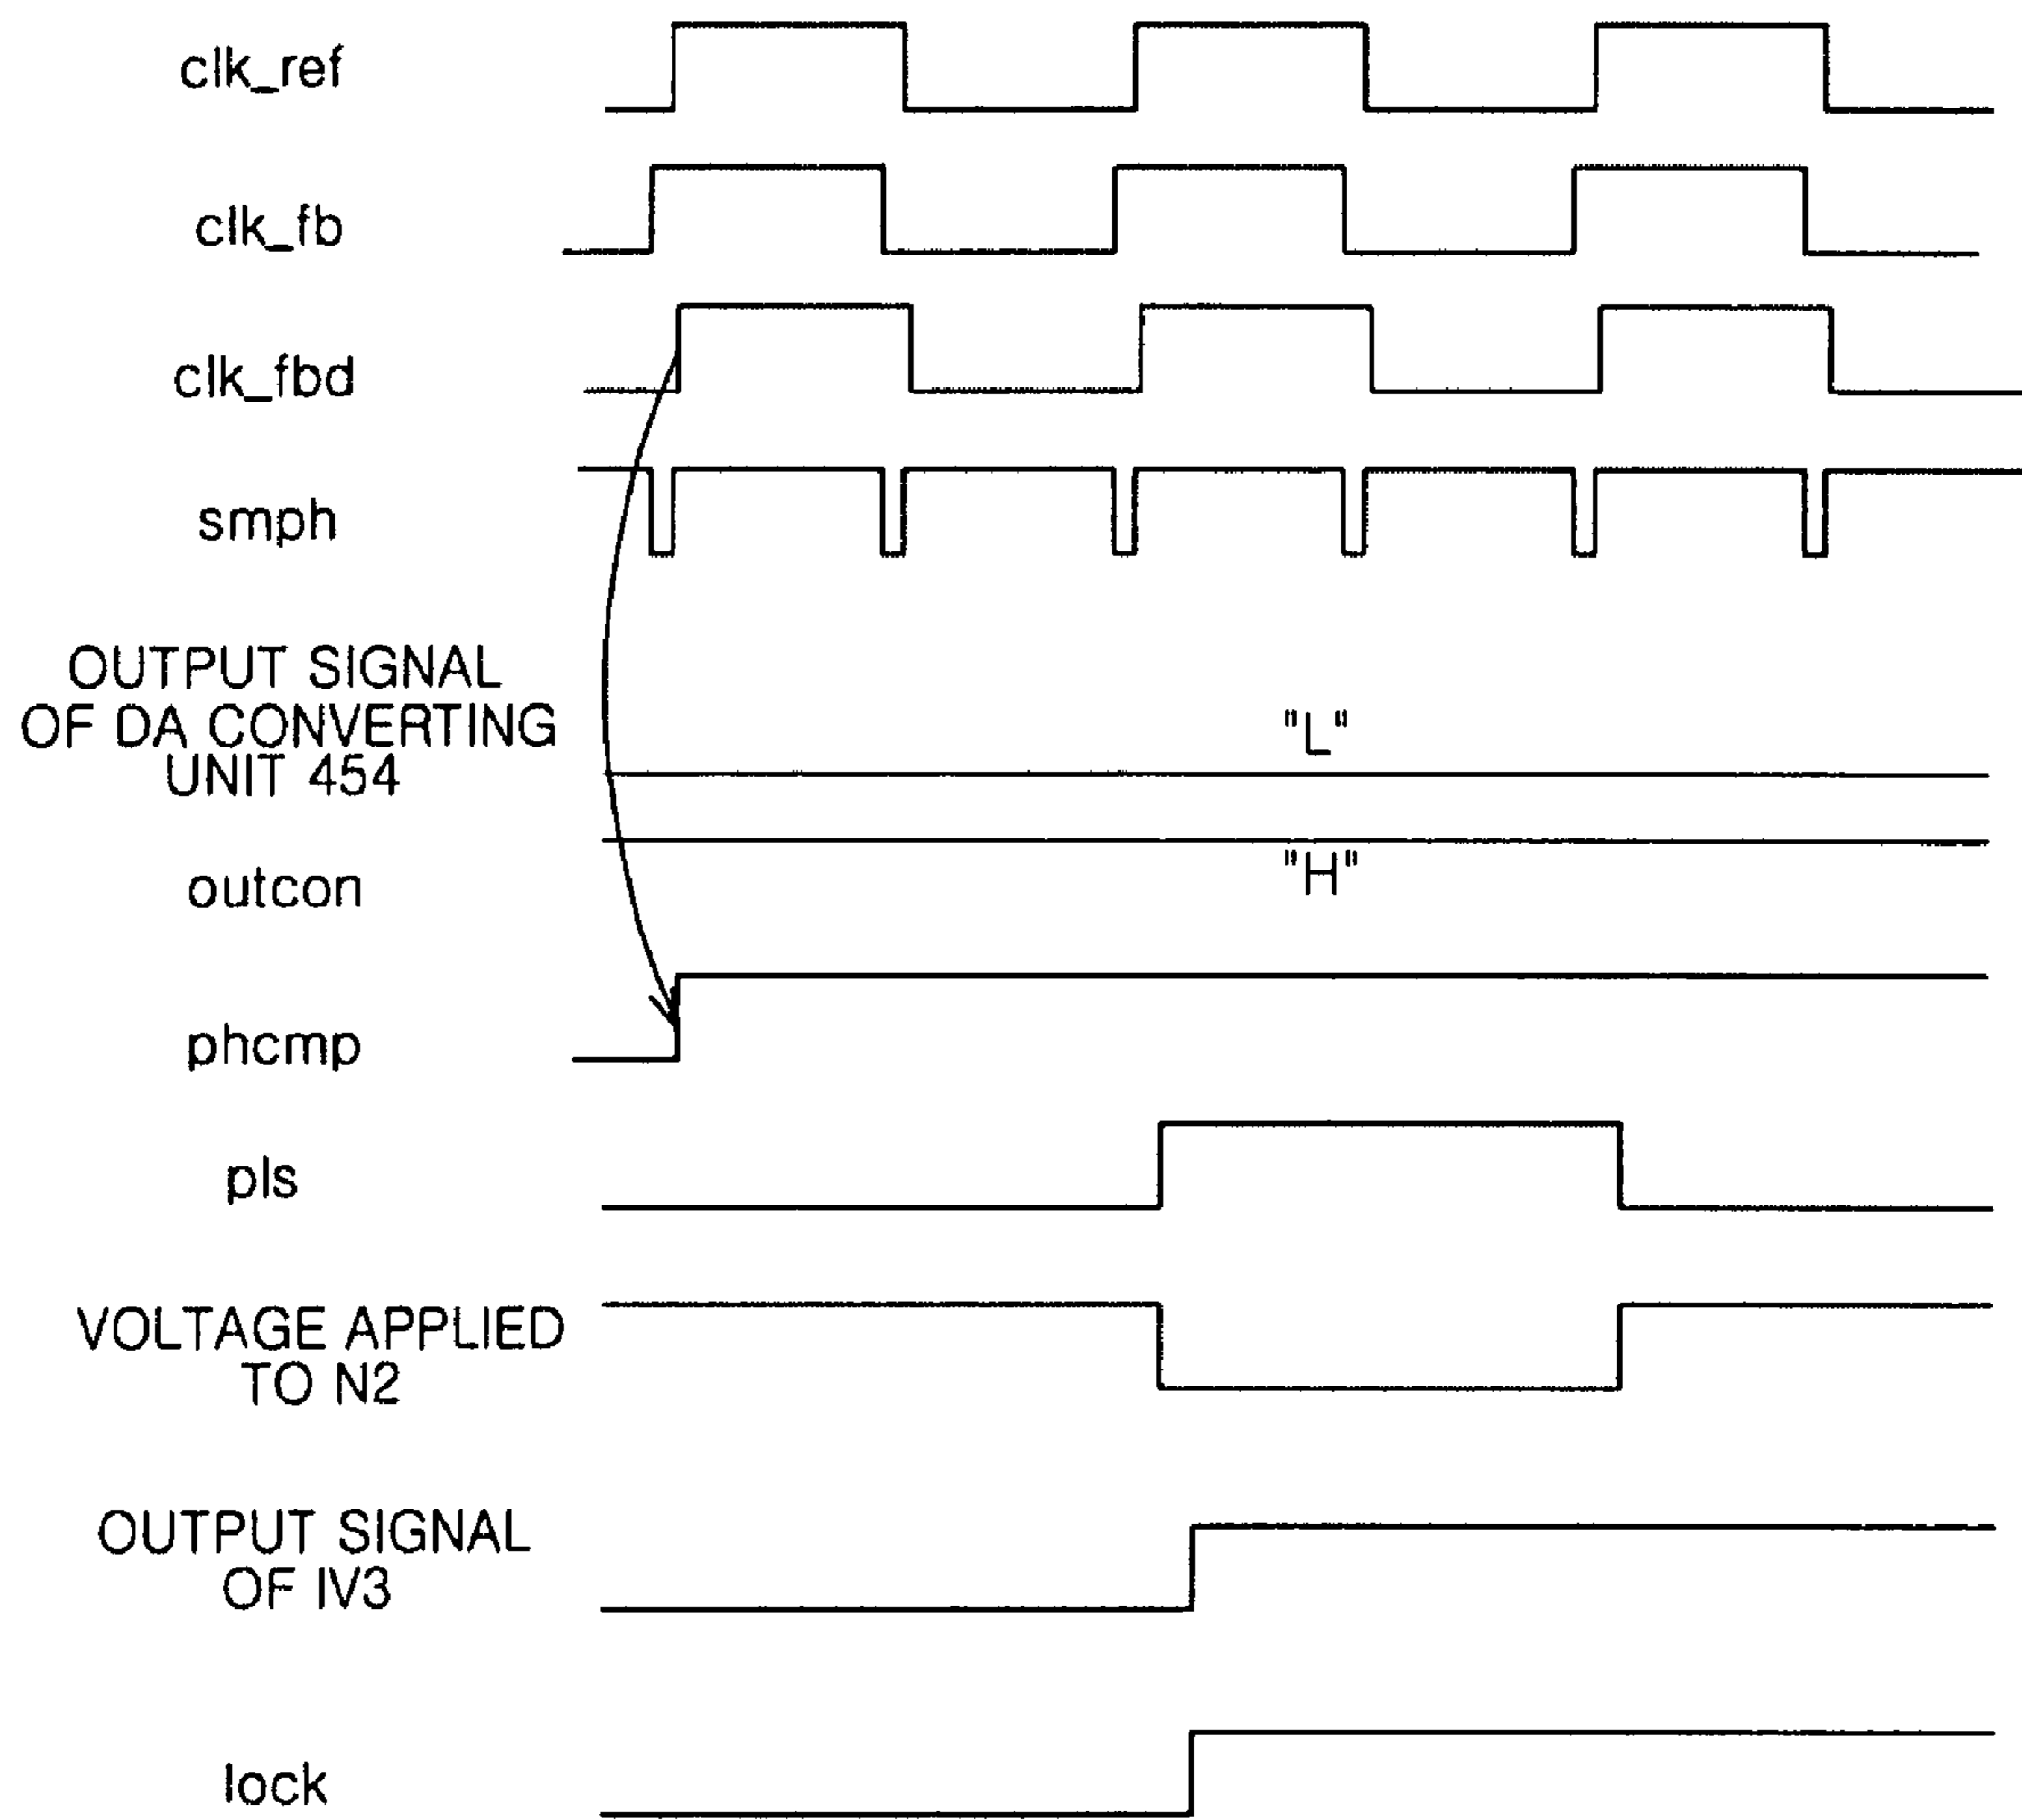 clk_ref
clk_fb
clk_fbd
smph
OUTPUT SIGNAL
OF DA CONVERTING
UNIT 454
"L"
outcon
"H"
phcmp
pls
VOLTAGE APPLIED
TO N2
OUTPUT SIGNAL
OF IV3
lock